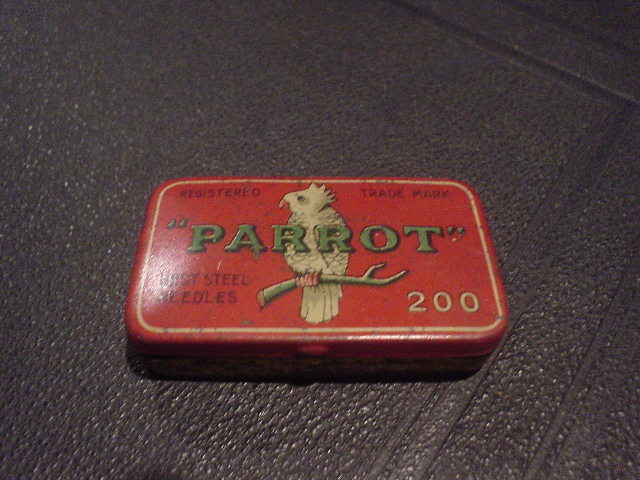 REGISTERED TRADE MARK
"PARROT"
BEST STEEL
NEEDLES
200